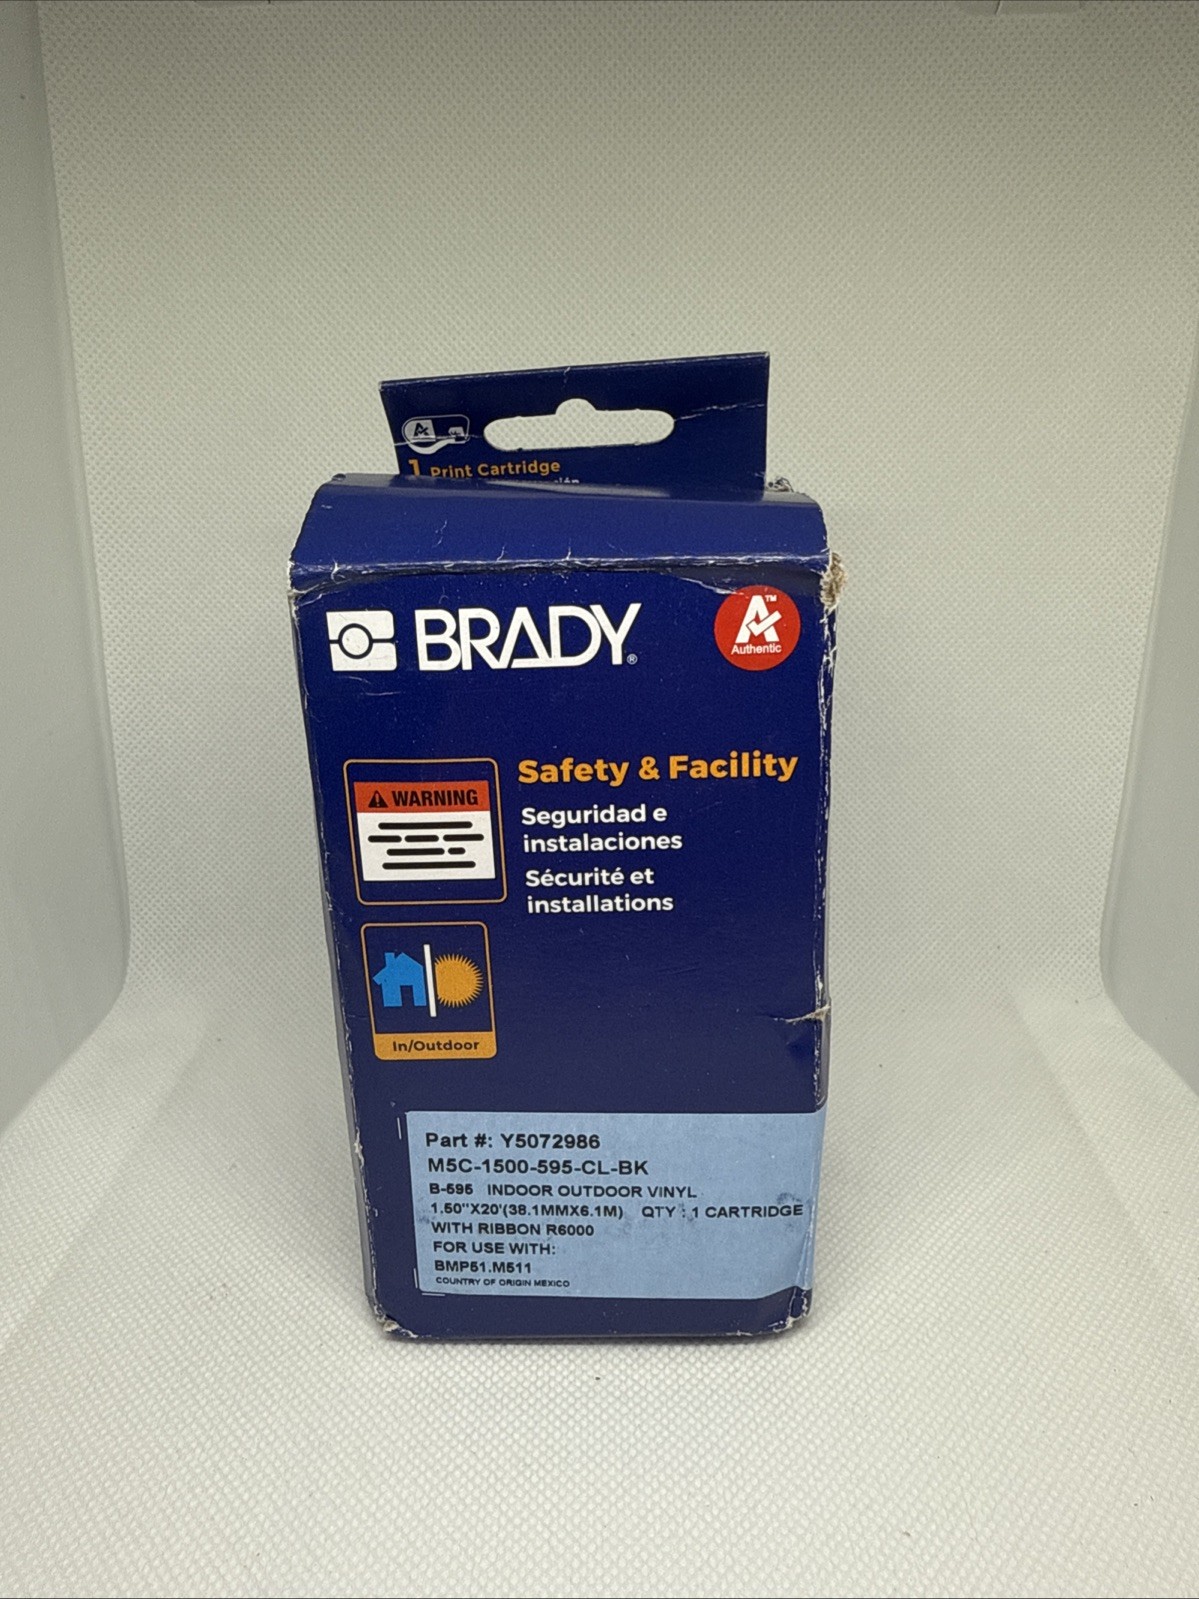 1 Print Cartridge
BRADY®
A™
Authentic
WARNING
Safety & Facility
Seguridad e
instalaciones
Sécurité et
installations
In/Outdoor
Part #: Y5072986
M5C-1500-595-CL-BK
B-595 INDOOR OUTDOOR VINYL
1.50"X20'(38.1MMX6.1M) QTY : 1 CARTRIDGE
WITH RIBBON R6000
FOR USE WITH:
BMP51.M511
COUNTRY OF ORIGIN MEXICO